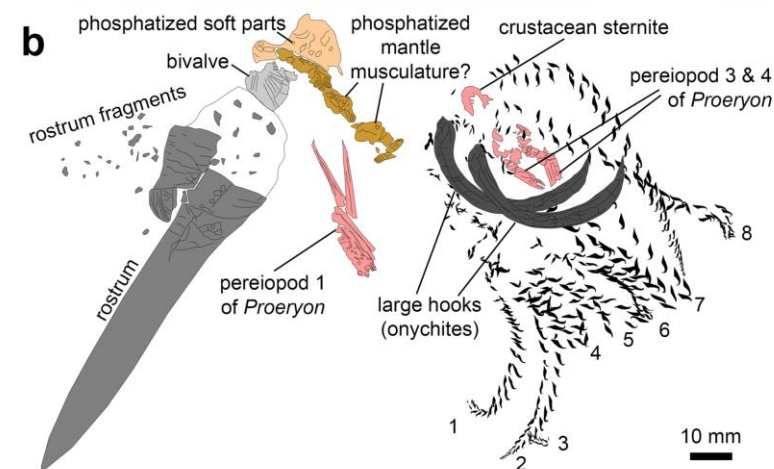 b
phosphatized soft parts
bivalve
rostrum fragments
phosphatized
mantle
musculature?
crustacean sternite
pereiopod 3 & 4
of Proeryon
rostrum
pereiopod 1
of Proeryon
large hooks
(onychites)
1
2
3
4
5
6
7
8
10 mm